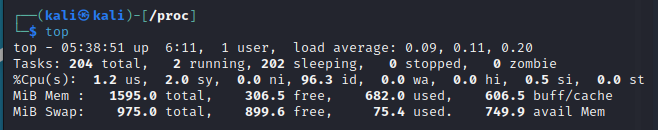 ┌──(kali㉿kali)-[/proc]
└─$ top
top - 05:38:51 up  6:11,  1 user,  load average: 0.09, 0.11, 0.20
Tasks: 204 total,   2 running, 202 sleeping,   0 stopped,   0 zombie
%Cpu(s):  1.2 us,  2.0 sy,  0.0 ni, 96.3 id,  0.0 wa,  0.0 hi,  0.5 si,  0.0 st
MiB Mem :   1595.0 total,    306.5 free,    682.0 used,    606.5 buff/cache
MiB Swap:    975.0 total,    899.6 free,     75.4 used.    749.9 avail Mem